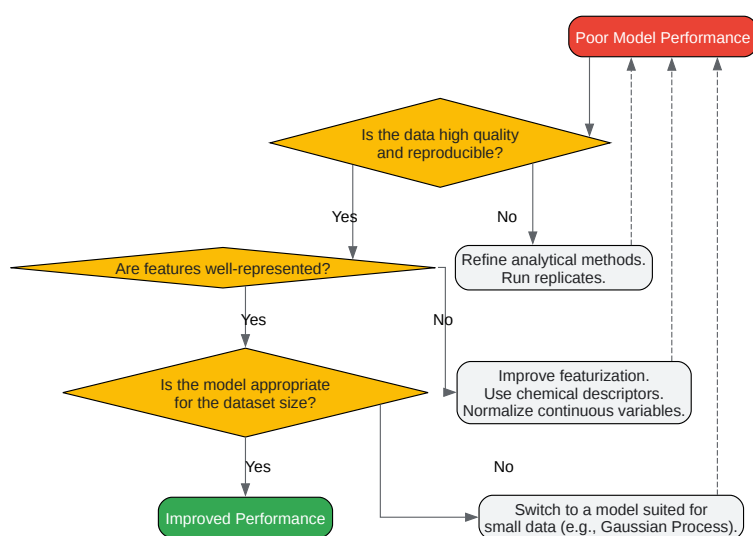 Poor Model Performance
Is the data high quality
and reproducible?
Yes
No
Refine analytical methods.
Run replicates.
Are features well-represented?
Yes
No
Improve featurization.
Use chemical descriptors.
Normalize continuous variables.
Is the model appropriate
for the dataset size?
Yes
No
Improved Performance
Switch to a model suited for
small data (e.g., Gaussian Process).